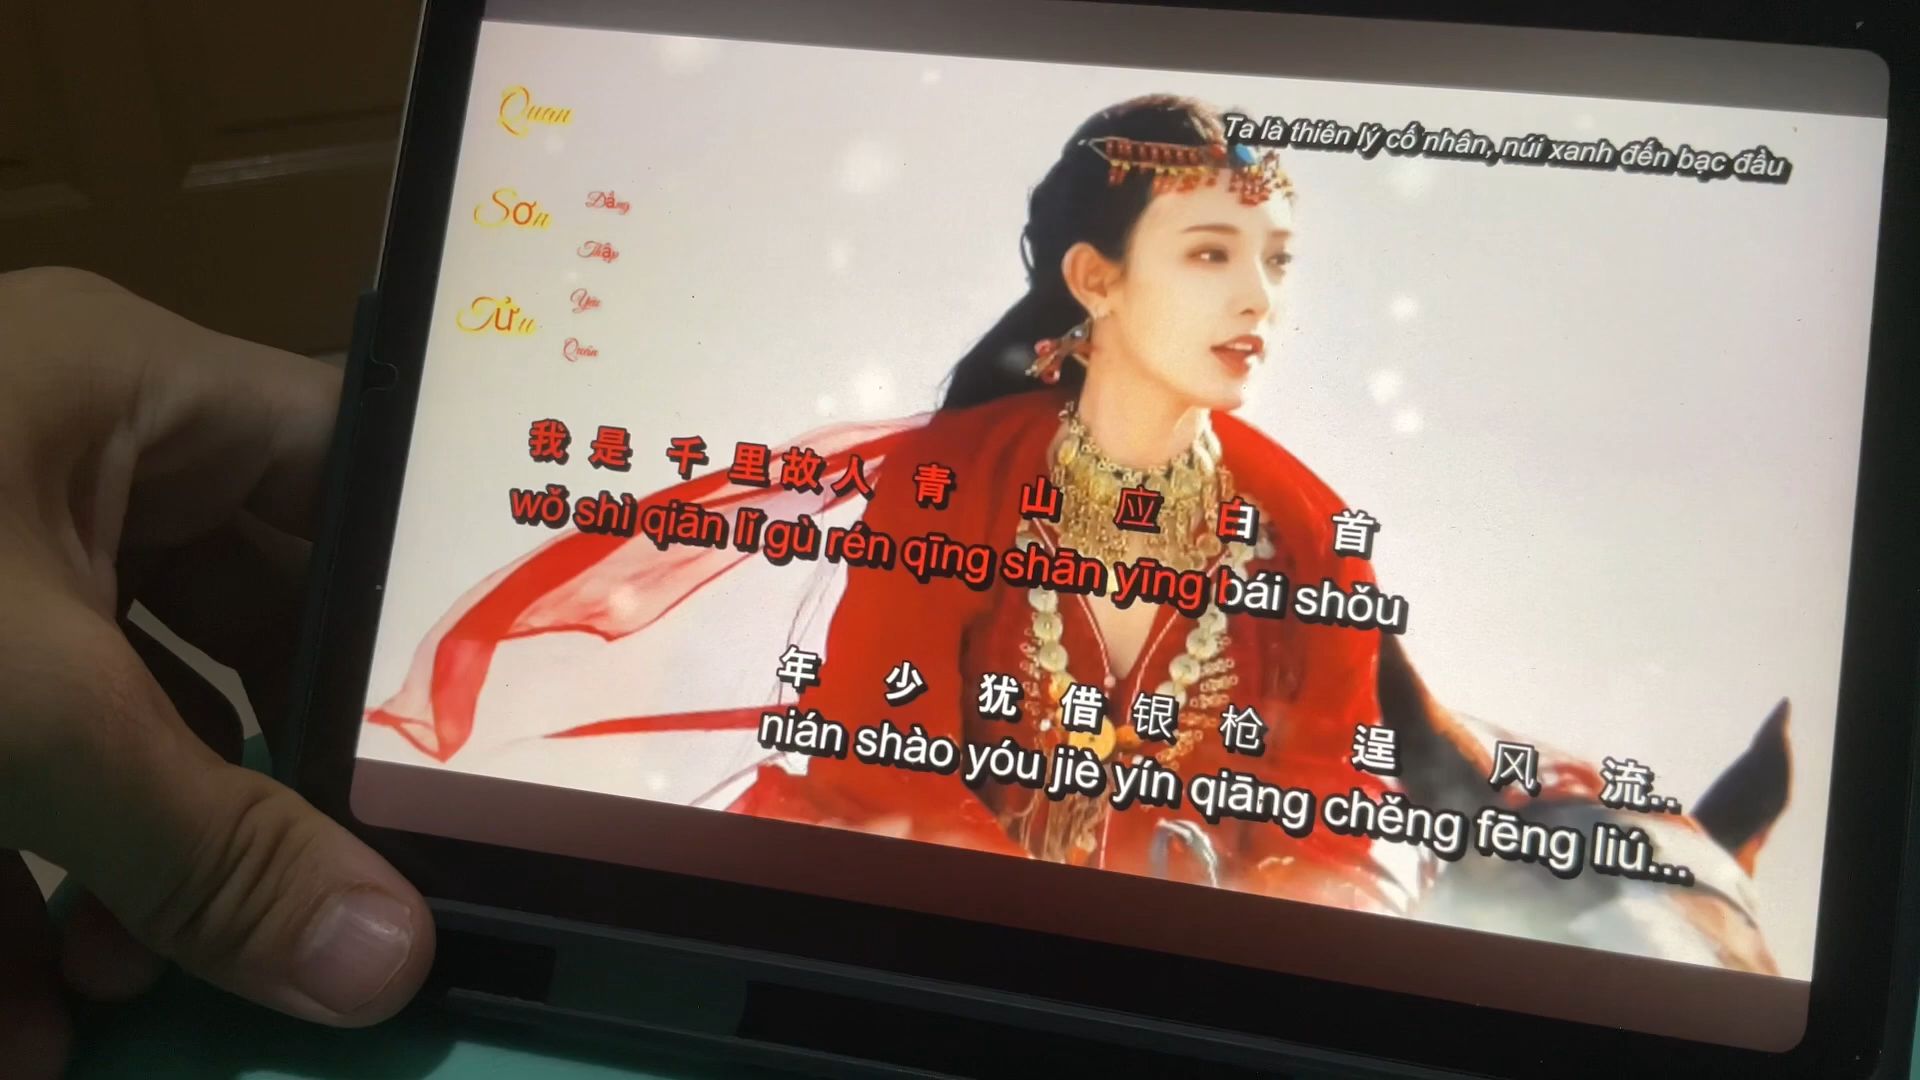 Quan
Sơn
Tửu
Đằng
Thập
Yêu
Quân
Ta là thiên lý cố nhân, núi xanh đến bạc đầu
我是千里故人青山应白首
wǒ shì qiān lǐ gù rén qīng shān yīng bái shǒu
年少犹借银枪逞风流..
nián shào yóu jiè yín qiāng chěng fēng liú...